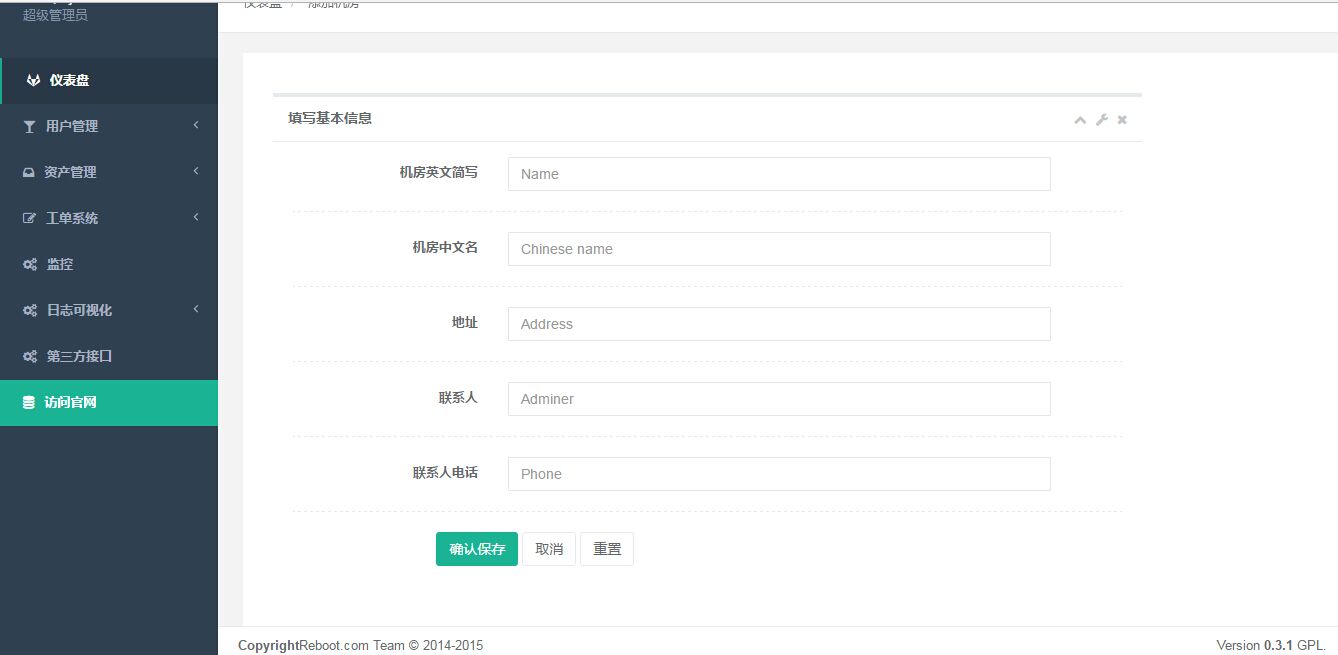 超级管理员
仪表盘
用户管理
资产管理
工单系统
监控
日志可视化
第三方接口
访问官网
仪表盘 / 添加机房
填写基本信息
机房英文简写 Name
机房中文名 Chinese name
地址 Address
联系人 Adminer
联系人电话 Phone
确认保存 取消 重置
CopyrightReboot.com Team © 2014-2015 Version 0.3.1 GPL.